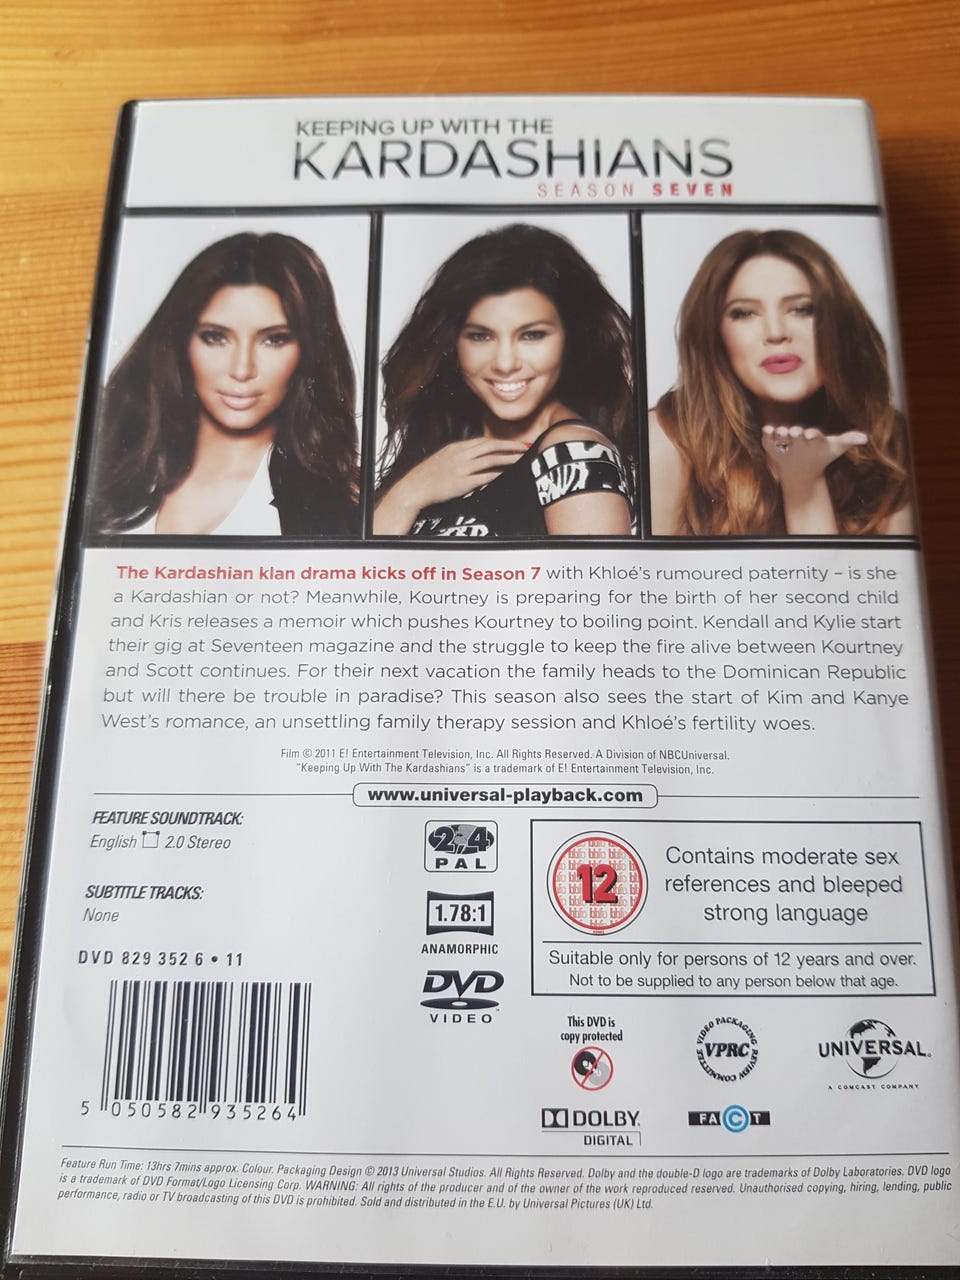 KEEPING UP WITH THE
KARDASHIANS
SEASON SEVEN
The Kardashian klan drama kicks off in Season 7 with Khloé's rumoured paternity – is she
a Kardashian or not? Meanwhile, Kourtney is preparing for the birth of her second child
and Kris releases a memoir which pushes Kourtney to boiling point. Kendall and Kylie start
their gig at Seventeen magazine and the struggle to keep the fire alive between Kourtney
and Scott continues. For their next vacation the family heads to the Dominican Republic
but will there be trouble in paradise? This season also sees the start of Kim and Kanye
West's romance, an unsettling family therapy session and Khloé's fertility woes.
Film © 2011 E! Entertainment Television, Inc. All Rights Reserved. A Division of NBCUniversal.
"Keeping Up With The Kardashians" is a trademark of E! Entertainment Television, Inc.
www.universal-playback.com
FEATURE SOUNDTRACK:
English 2.0 Stereo
SUBTITLE TRACKS:
None
DVD 829 352 6 • 11
5 050582 935264
2,4
PAL
1.78:1
ANAMORPHIC
DVD
VIDEO
12
Contains moderate sex
references and bleeped
strong language
Suitable only for persons of 12 years and over.
Not to be supplied to any person below that age.
This DVD is
copy protected
VIDEO PACKAGING REVIEW COMMITTEE
VPRC
UNIVERSAL
A COMCAST COMPANY
DOLBY
DIGITAL
FACT
Feature Run Time: 13hrs 7mins approx. Colour. Packaging Design © 2013 Universal Studios. All Rights Reserved. Dolby and the double-D logo are trademarks of Dolby Laboratories. DVD logo
is a trademark of DVD Format/Logo Licensing Corp. WARNING: All rights of the producer and of the owner of the work reproduced reserved. Unauthorised copying, hiring, lending, public
performance, radio or TV broadcasting of this DVD is prohibited. Sold and distributed in the E.U. by Universal Pictures (UK) Ltd.